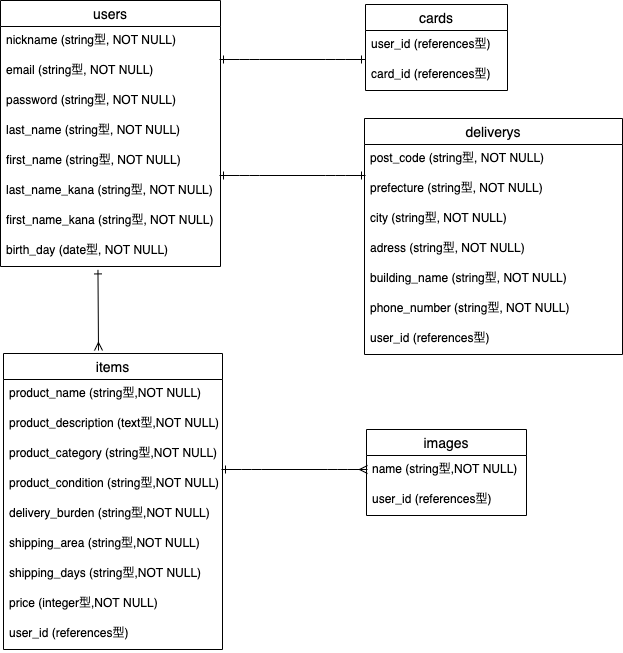 users
nickname (string型, NOT NULL)
email (string型, NOT NULL)
password (string型, NOT NULL)
last_name (string型, NOT NULL)
first_name (string型, NOT NULL)
last_name_kana (string型, NOT NULL)
first_name_kana (string型, NOT NULL)
birth_day (date型, NOT NULL)
cards
user_id (references型)
card_id (references型)
deliverys
post_code (string型, NOT NULL)
prefecture (string型, NOT NULL)
city (string型, NOT NULL)
adress (string型, NOT NULL)
building_name (string型, NOT NULL)
phone_number (string型, NOT NULL)
user_id (references型)
items
product_name (string型,NOT NULL)
product_description (text型,NOT NULL)
product_category (string型,NOT NULL)
product_condition (string型,NOT NULL)
delivery_burden (string型,NOT NULL)
shipping_area (string型,NOT NULL)
shipping_days (string型,NOT NULL)
price (integer型,NOT NULL)
user_id (references型)
images
name (string型,NOT NULL)
user_id (references型)